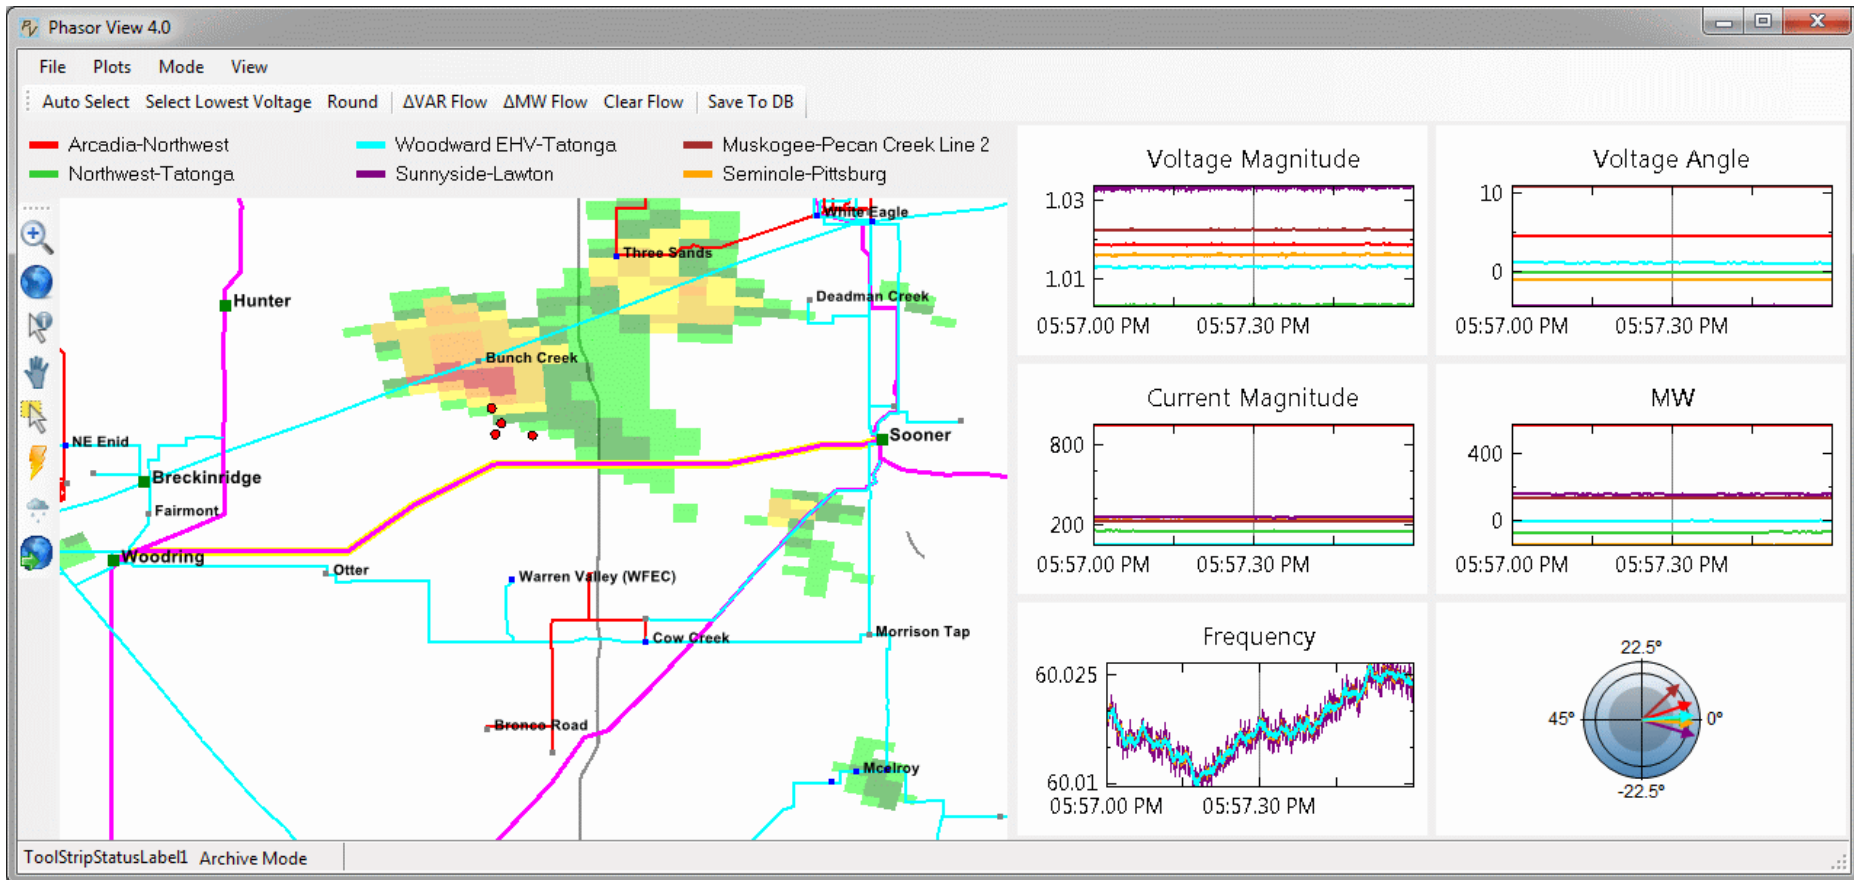 Phasor View 4.0
File Plots Mode View
Auto Select Select Lowest Voltage Round ΔVAR Flow ΔMW Flow Clear Flow Save To DB
Arcadia-Northwest Woodward EHV-Tatonga Muskogee-Pecan Creek Line 2
Northwest-Tatonga Sunnyside-Lawton Seminole-Pittsburg
White Eagle
Three Sands
Deadman Creek
Hunter
Bunch Creek
NE Enid
Sooner
Breckinridge
Fairmont
Woodring
Otter
Warren Valley (WFEC)
Cow Creek
Morrison Tap
Bronco Road
Mcelroy
Voltage Magnitude
1.03
1.01
05:57.00 PM 05:57.30 PM
Voltage Angle
10
0
05:57.00 PM 05:57.30 PM
Current Magnitude
800
200
05:57.00 PM 05:57.30 PM
MW
400
0
05:57.00 PM 05:57.30 PM
Frequency
60.025
60.01
05:57.00 PM 05:57.30 PM
22.5º
45º 0º
-22.5º
ToolStripStatusLabel1 Archive Mode